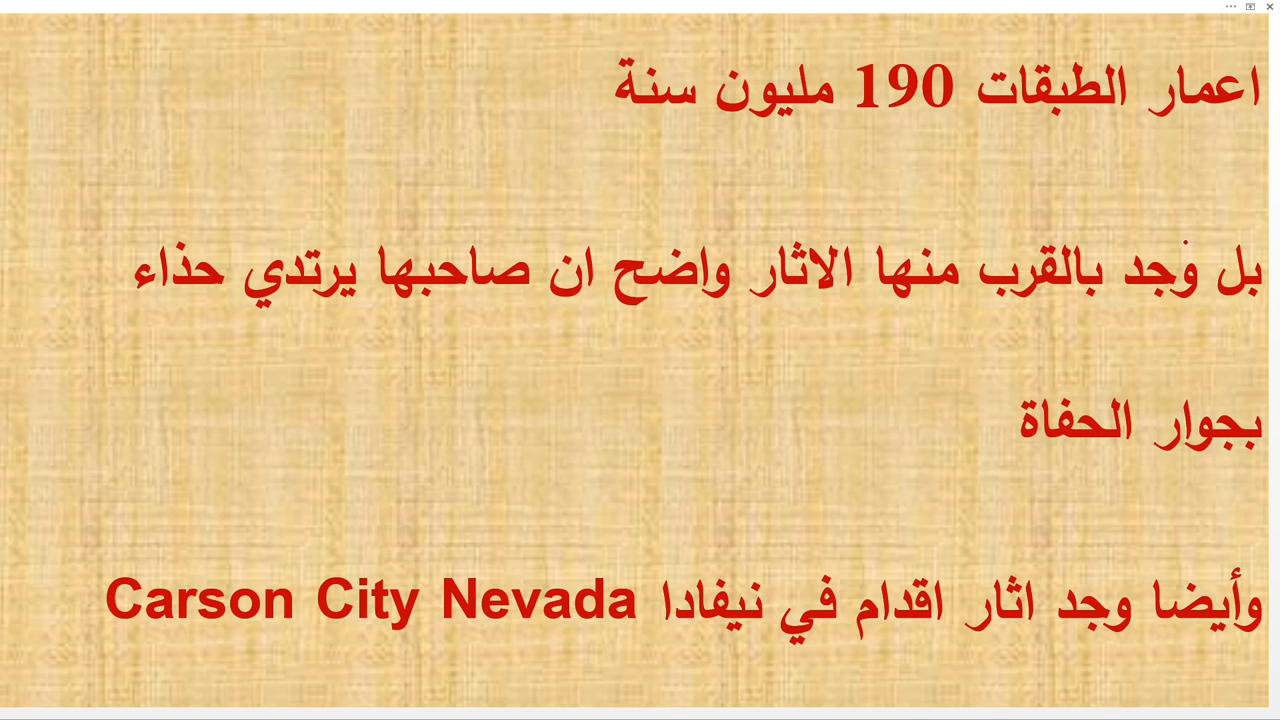 اعمار الطبقات 190 مليون سنة
بل وٰجد بالقرب منها الاثار واضح ان صاحبها يرتدي حذاء
بجوار الحفاة
وأيضا وجد اثار اقدام في نيفادا Carson City Nevada